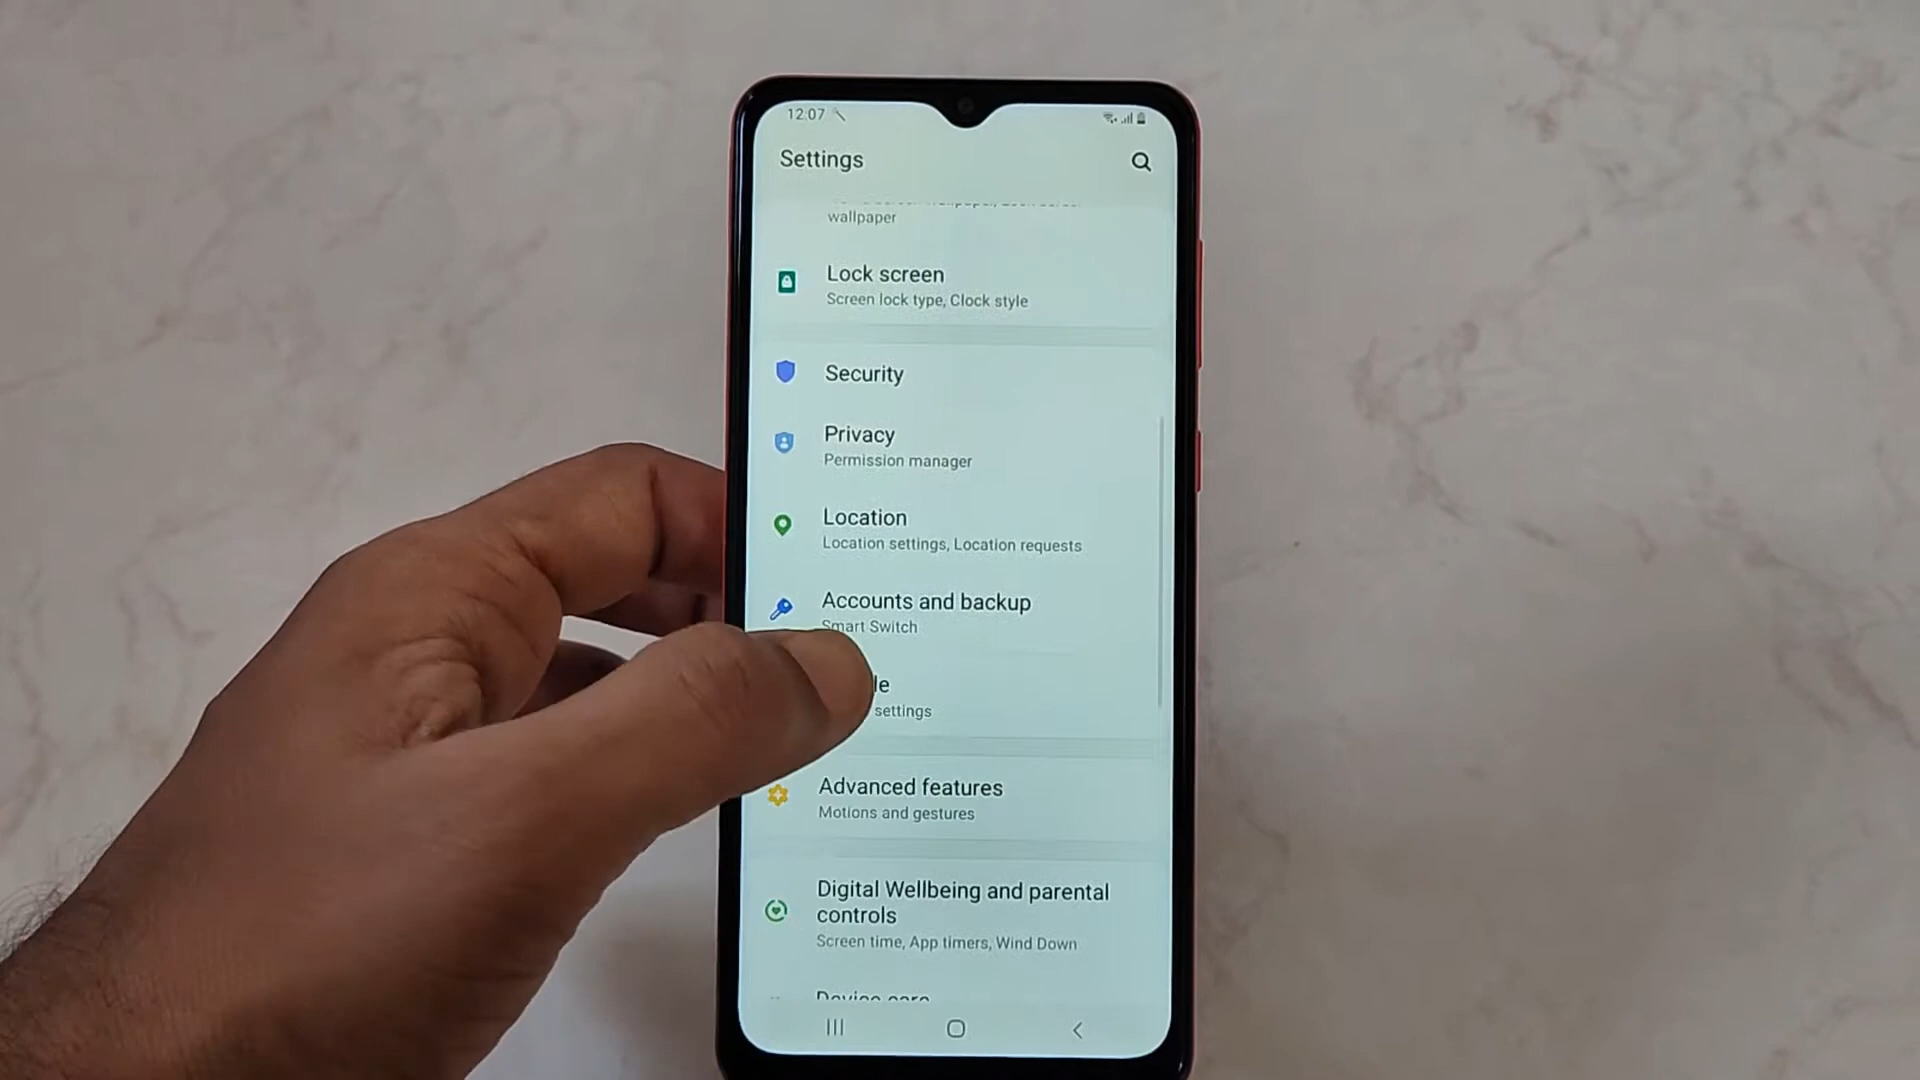 12:07
Settings
wallpaper
Lock screen
Screen lock type, Clock style
Security
Privacy
Permission manager
Location
Location settings, Location requests
Accounts and backup
Smart Switch
le
settings
Advanced features
Motions and gestures
Digital Wellbeing and parental
controls
Screen time, App timers, Wind Down
Device care